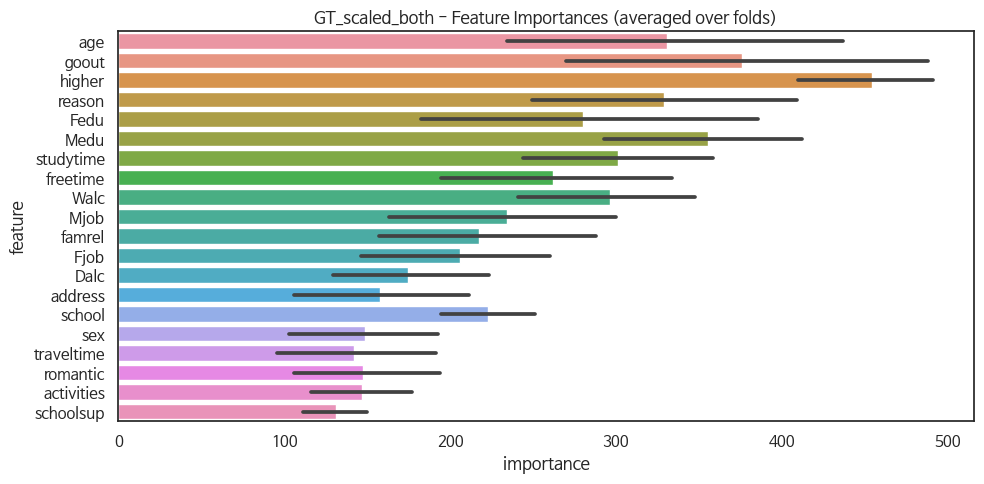 GT_scaled_both - Feature Importances (averaged over folds)
age
goout
higher
reason
Fedu
Medu
studytime
freetime
Walc
Mjob
famrel
Fjob
Dalc
address
school
sex
traveltime
romantic
activities
schoolsup
feature
0 100 200 300 400 500
importance